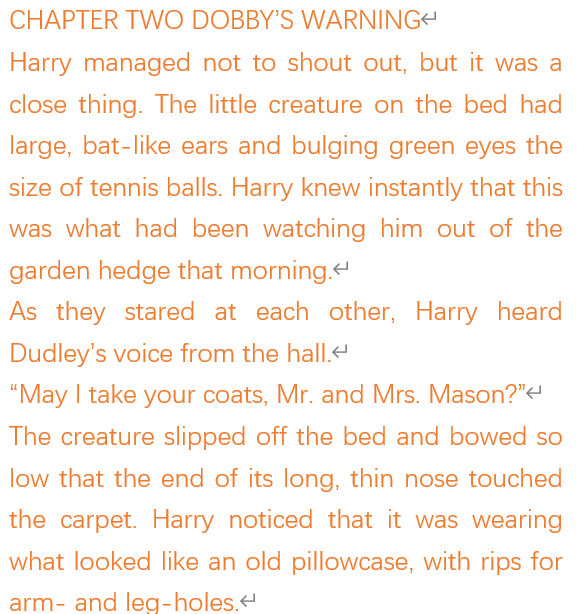 CHAPTER TWO DOBBY’S WARNING↵
Harry managed not to shout out, but it was a
close thing. The little creature on the bed had
large, bat-like ears and bulging green eyes the
size of tennis balls. Harry knew instantly that this
was what had been watching him out of the
garden hedge that morning.↵
As they stared at each other, Harry heard
Dudley’s voice from the hall.↵
“May I take your coats, Mr. and Mrs. Mason?”↵
The creature slipped off the bed and bowed so
low that the end of its long, thin nose touched
the carpet. Harry noticed that it was wearing
what looked like an old pillowcase, with rips for
arm- and leg-holes.↵